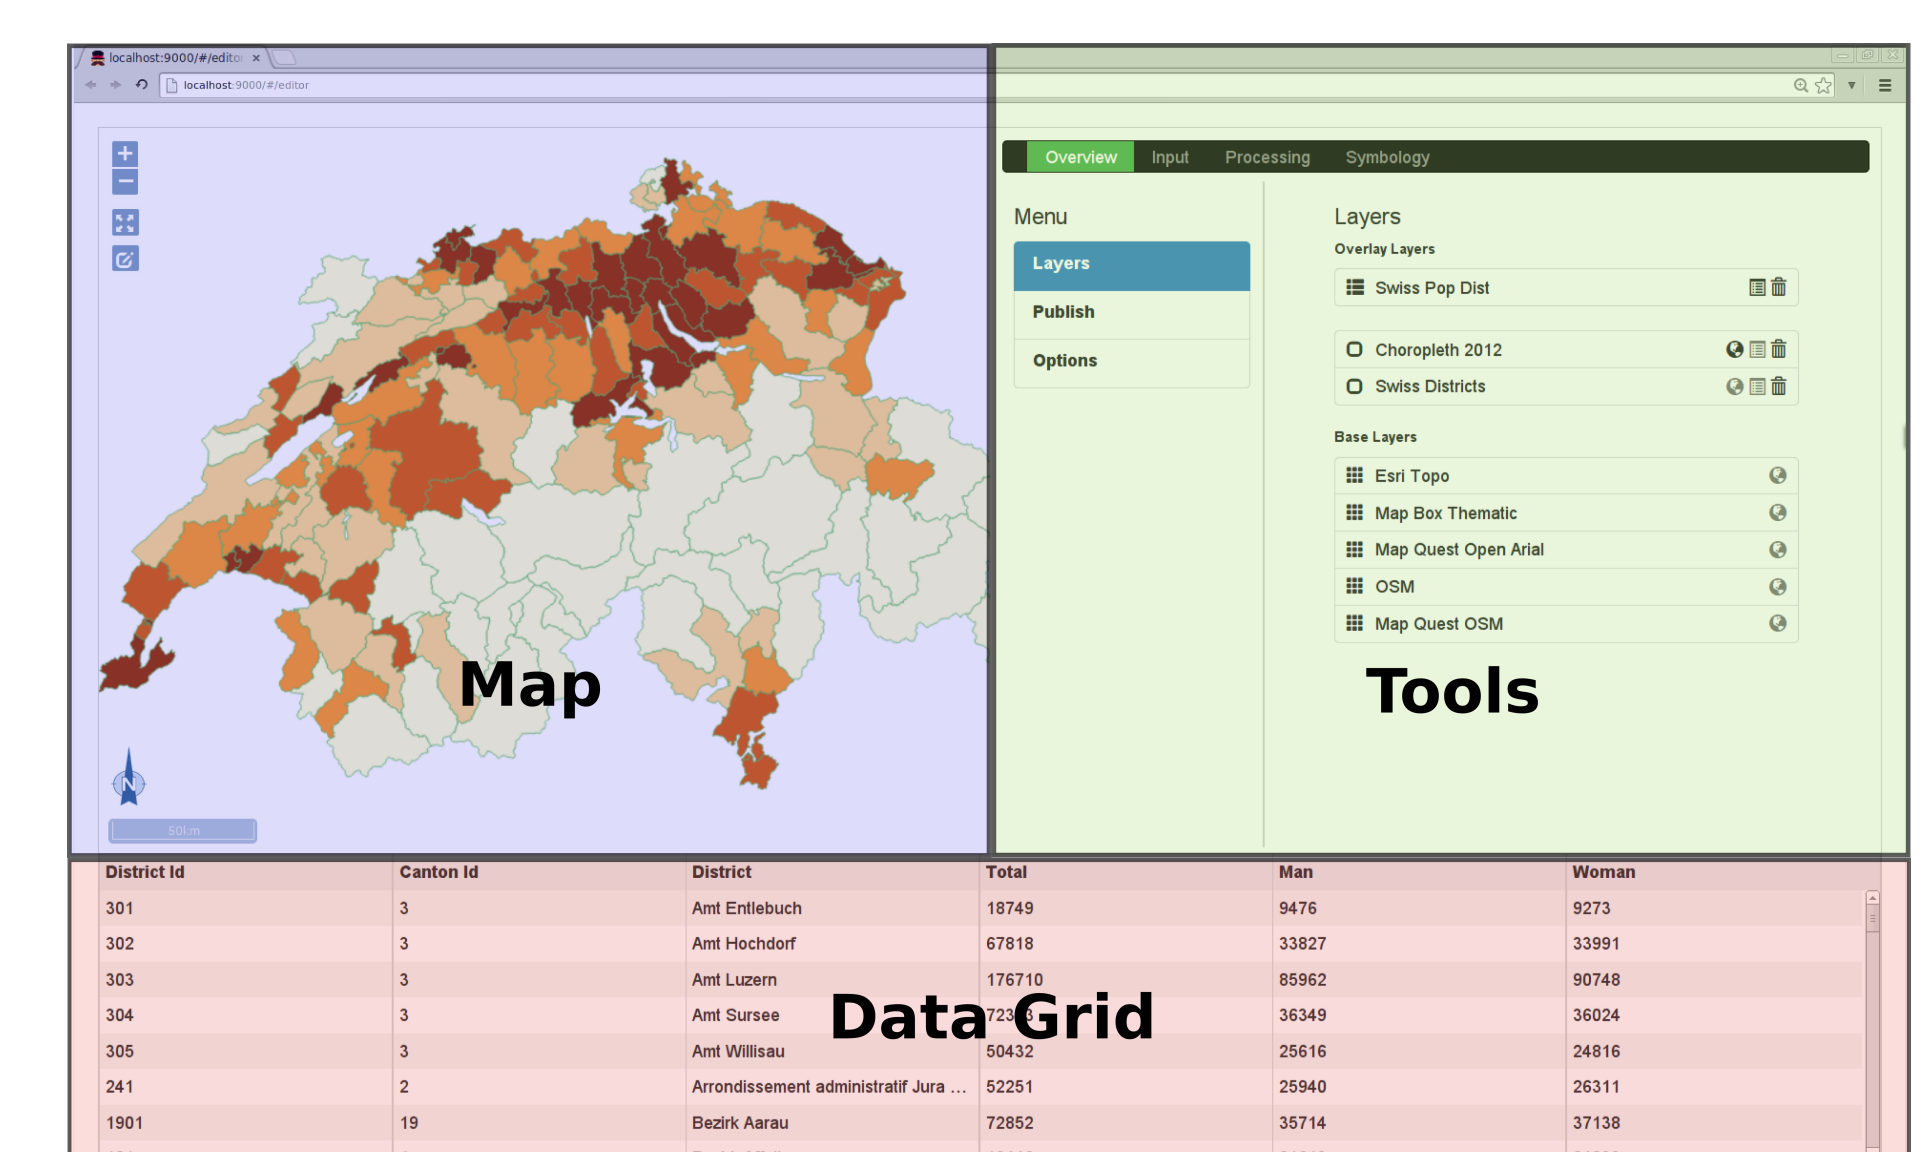 localhost:9000/#/editor
localhost:9000/#/editor
Overview Input Processing Symbology
Menu
Layers
Publish
Options
Layers
Overlay Layers
Swiss Pop Dist
Choropleth 2012
Swiss Districts
Base Layers
Esri Topo
Map Box Thematic
Map Quest Open Arial
OSM
Map Quest OSM
Map
Tools
N
50km
District Id Canton Id District Total Man Woman
301 3 Amt Entlebuch 18749 9476 9273
302 3 Amt Hochdorf 67818 33827 33991
303 3 Amt Luzern 176710 85962 90748
Data Grid
304 3 Amt Sursee 36349 36024
305 3 Amt Willisau 50432 25616 24816
241 2 Arrondissement administratif Jura ... 52251 25940 26311
1901 19 Bezirk Aarau 72852 35714 37138